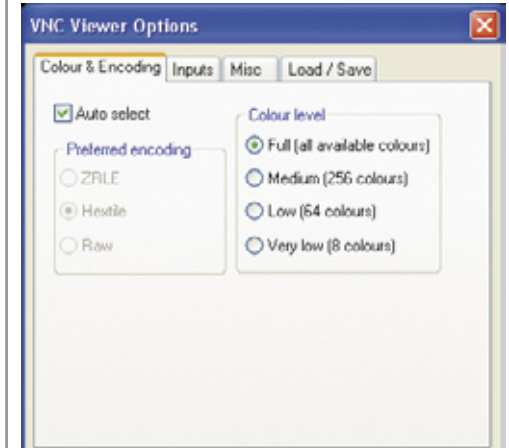 VNC Viewer Options
Colour & Encoding Inputs Misc Load / Save
Auto select
Preferred encoding
ZRLE
Hextile
Raw
Colour level
Full (all available colours)
Medium (256 colours)
Low (64 colours)
Very low (8 colours)